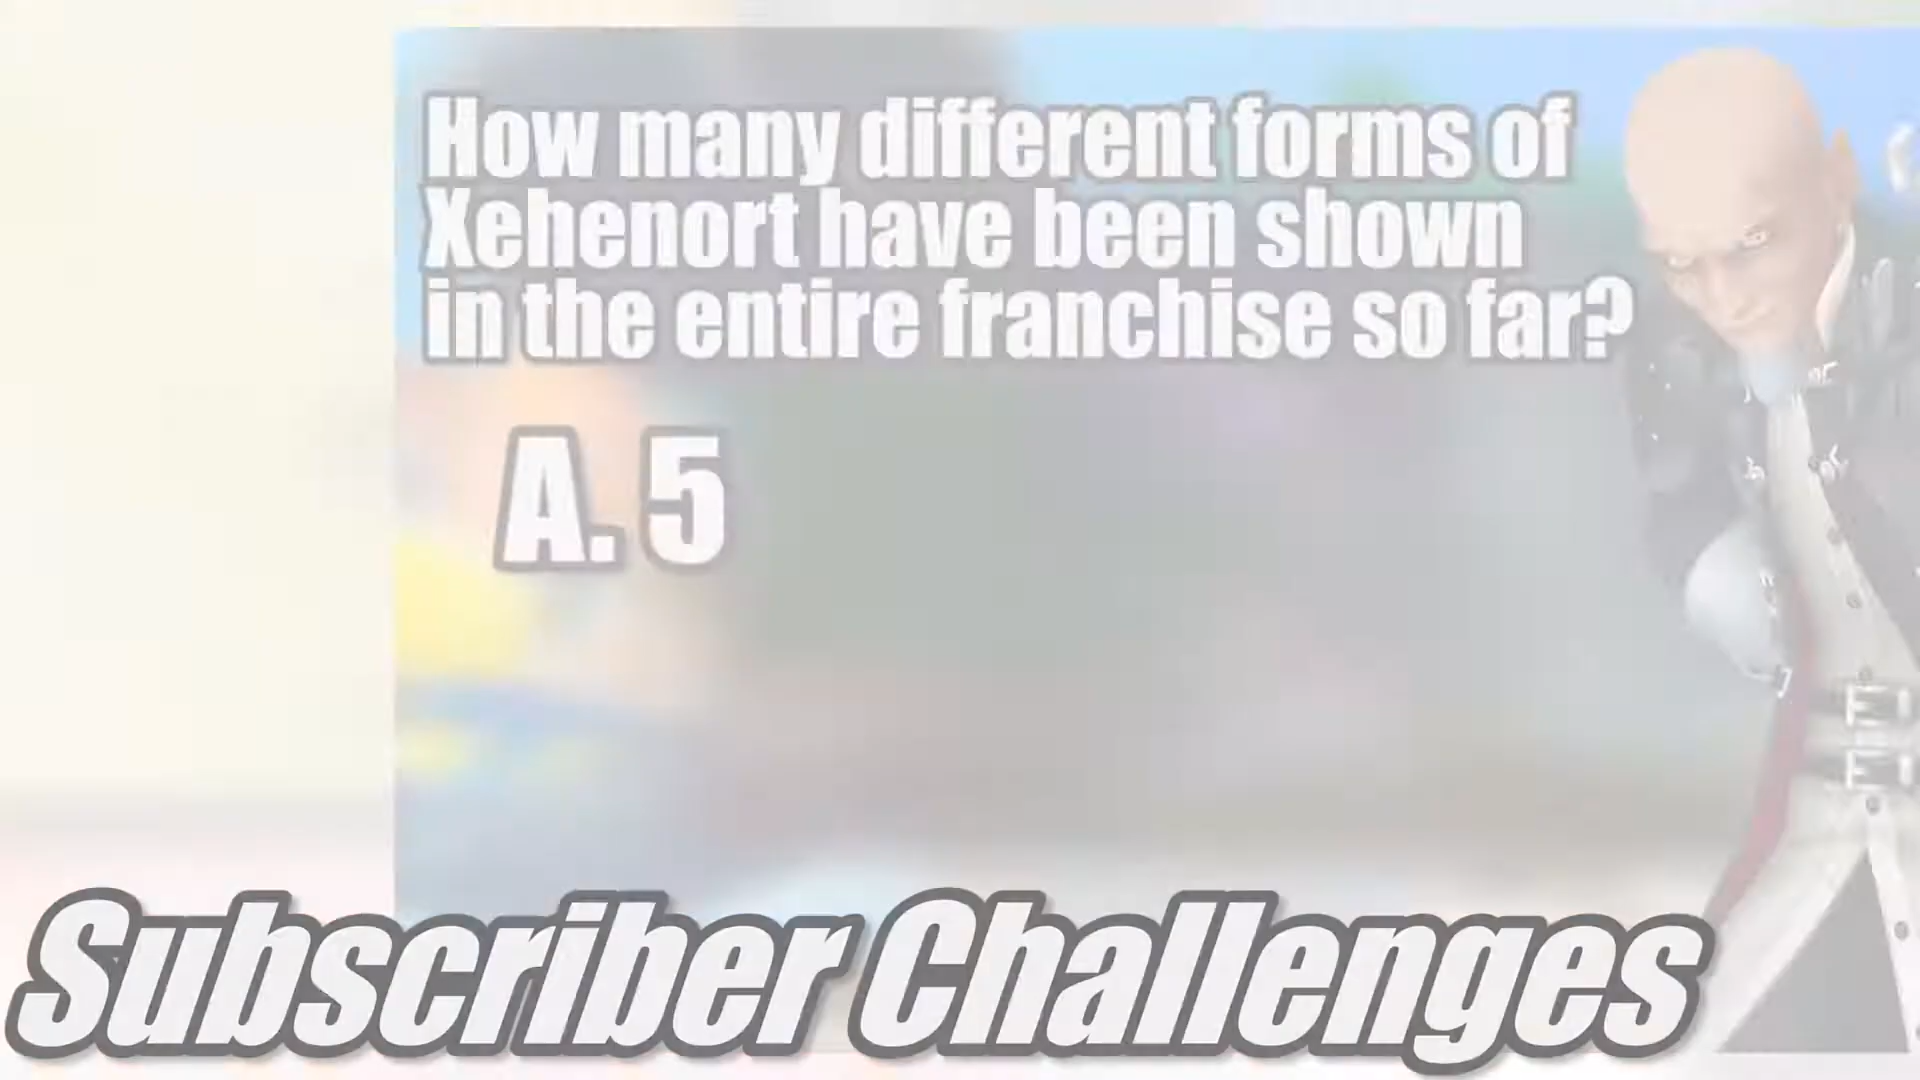 How many different forms of
Xehenort have been shown
in the entire franchise so far?
A. 5
Subscriber Challenges